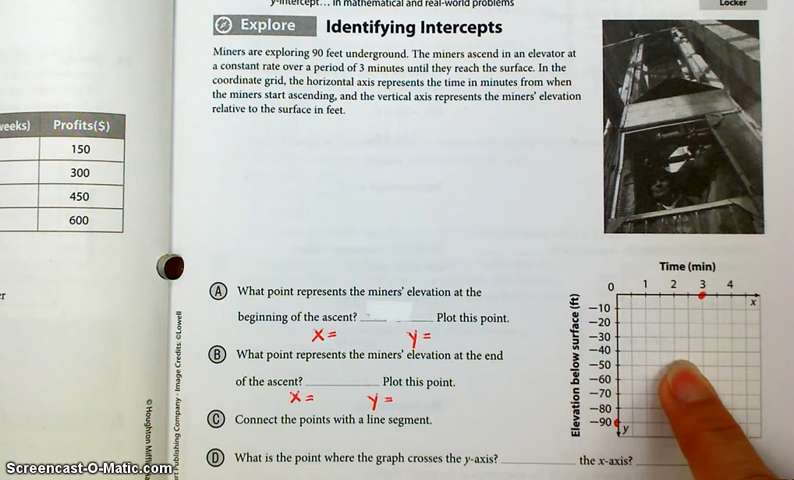 y-intercept... in mathematical and real-world problems
Locker
Explore Identifying Intercepts
Miners are exploring 90 feet underground. The miners ascend in an elevator at
a constant rate over a period of 3 minutes until they reach the surface. In the
coordinate grid, the horizontal axis represents the time in minutes from when
the miners start ascending, and the vertical axis represents the miners' elevation
relative to the surface in feet.
weeks) Profits($)
150
300
450
600
Time (min)
0 1 2 3 4
x
Elevation below surface (ft)
−10
−20
−30
−40
−50
−60
−70
−80
−90
y
A What point represents the miners' elevation at the
beginning of the ascent? Plot this point.
x= y=
B What point represents the miners' elevation at the end
of the ascent? Plot this point.
x= y=
C Connect the points with a line segment.
D What is the point where the graph crosses the y-axis? the x-axis?
Publishing Company • Image Credits: ©Lowell
© Houghton
Screencast-O-Matic.com